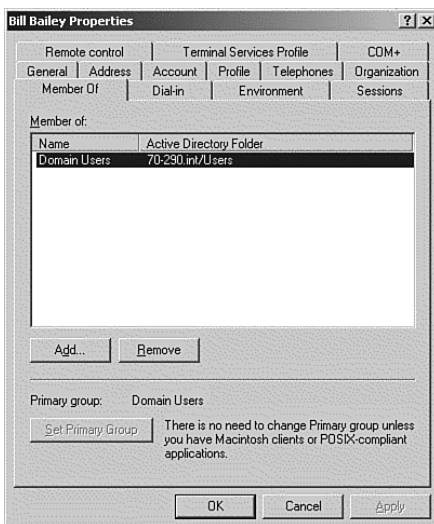 Bill Bailey Properties
Remote control Terminal Services Profile COM+
General Address Account Profile Telephones Organization
Member Of Dial-in Environment Sessions
Member of:
Name Active Directory Folder
Domain Users 70-290.int/Users
Add... Remove
Primary group: Domain Users
Set Primary Group There is no need to change Primary group unless
you have Macintosh clients or POSIX-compliant
applications.
OK Cancel Apply